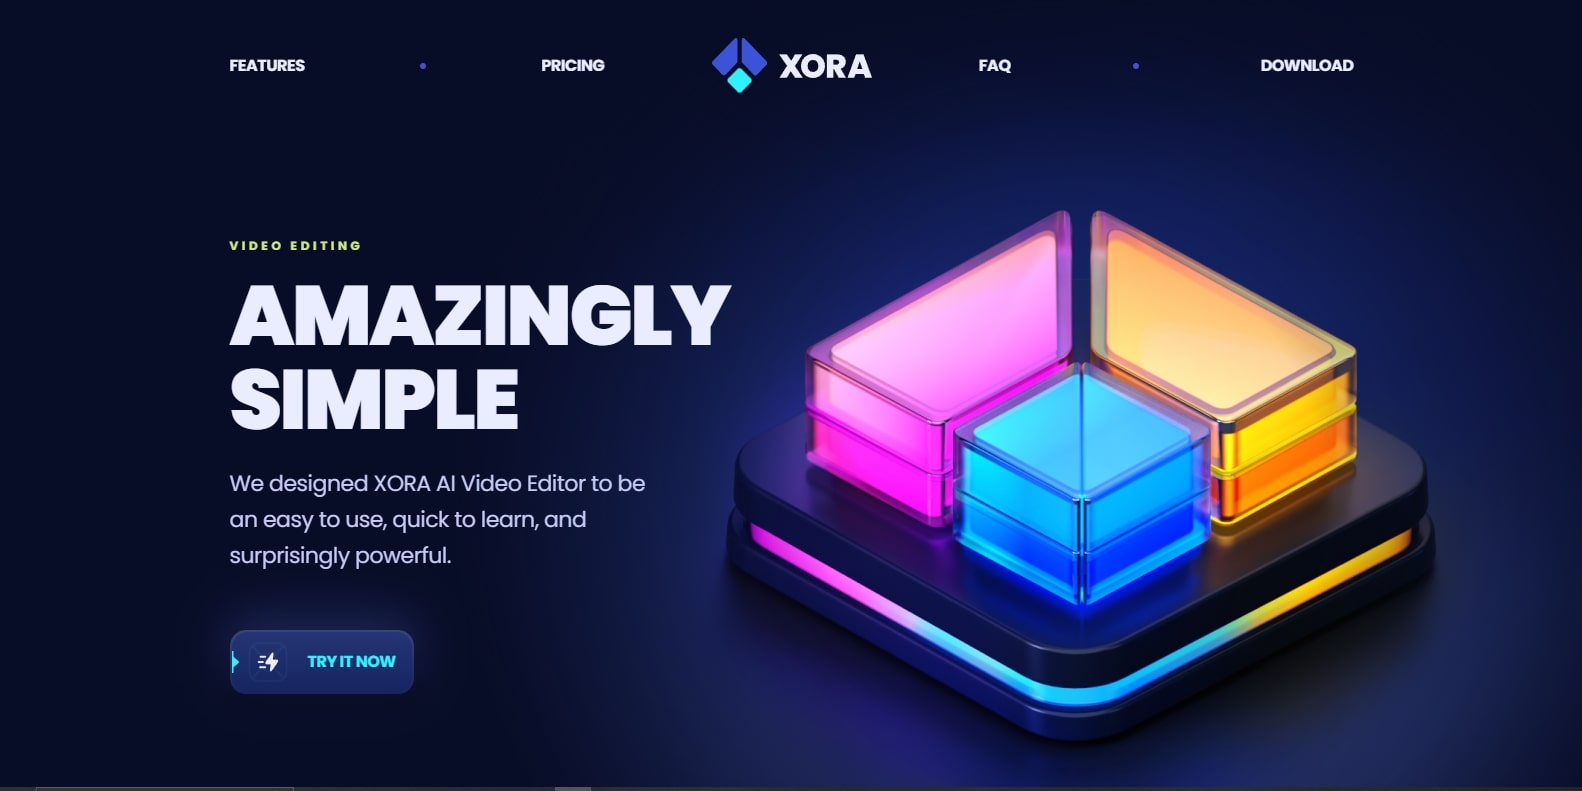 FEATURES
PRICING
XORA
FAQ
DOWNLOAD
VIDEO EDITING
AMAZINGLY
SIMPLE
We designed XORA AI Video Editor to be
an easy to use, quick to learn, and
surprisingly powerful.
TRY IT NOW